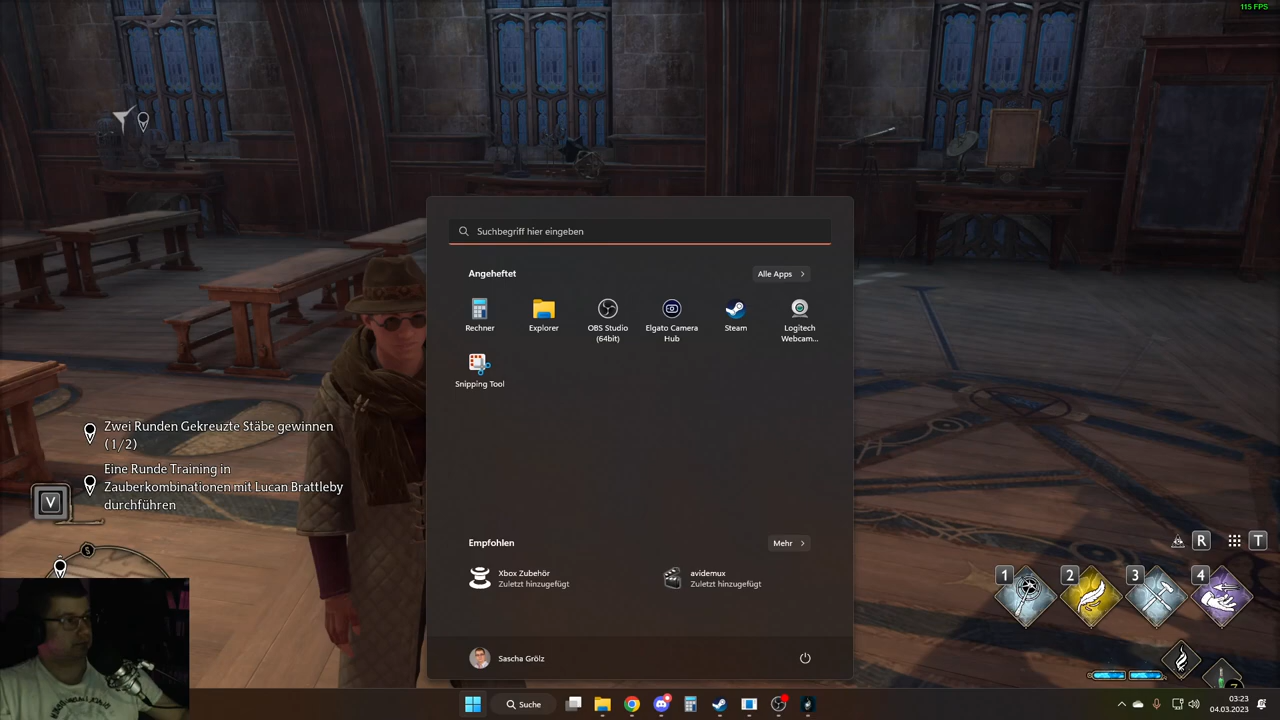 115 FPS
Suchbegriff hier eingeben
Angeheftet
Alle Apps
Rechner
Explorer
OBS Studio
(64bit)
Elgato Camera
Hub
Steam
Logitech
Webcam...
Snipping Tool
Zwei Runden Gekreuzte Stäbe gewinnen
(1/2)
Eine Runde Training in
Zauberkombinationen mit Lucan Brattleby
durchführen
V
S
Empfohlen
Mehr
Xbox Zubehör
Zuletzt hinzugefügt
avidemux
Zuletzt hinzugefügt
R
T
1
2
3
4
Sascha Grölz
Suche
03:23
04.03.2023